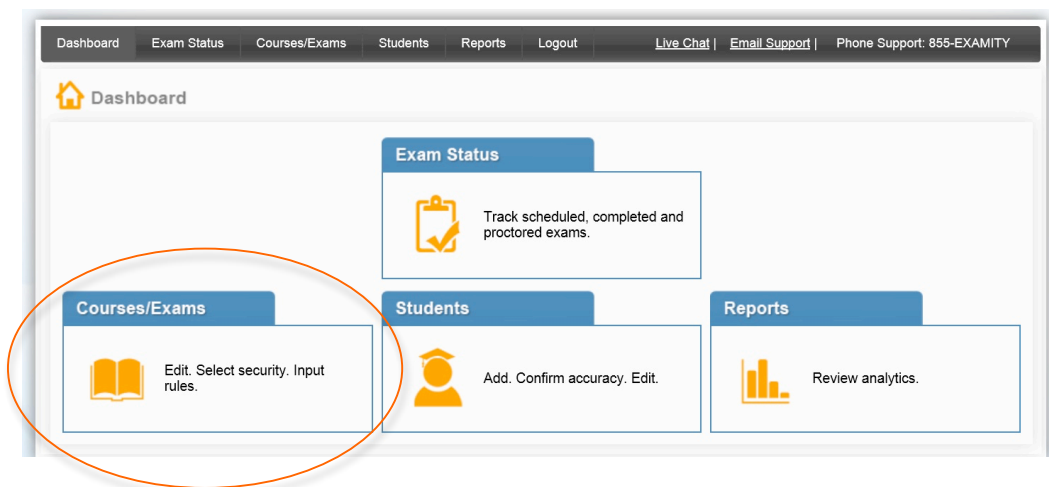 Dashboard Exam Status Courses/Exams Students Reports Logout Live Chat | Email Support | Phone Support: 855-EXAMITY
Dashboard
Exam Status
Track scheduled, completed and
proctored exams.
Courses/Exams
Edit. Select security. Input
rules.
Students
Add. Confirm accuracy. Edit.
Reports
Review analytics.